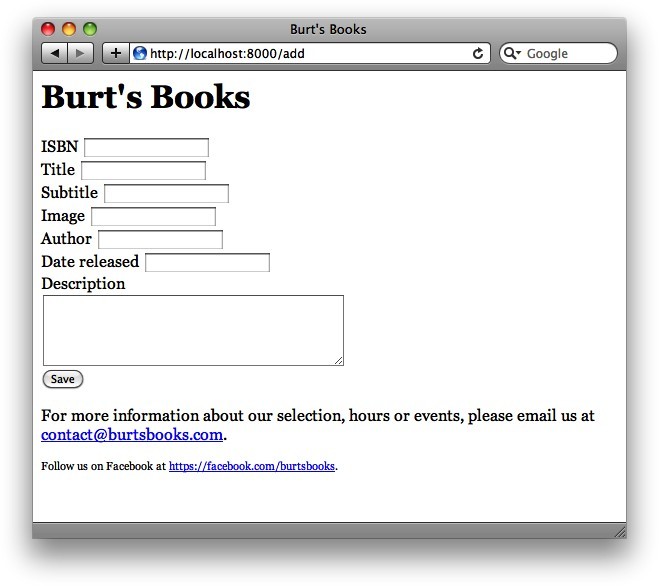 Burt's Books
http://localhost:8000/add
Google
Burt's Books
ISBN
Title
Subtitle
Image
Author
Date released
Description
Save
For more information about our selection, hours or events, please email us at
contact@burtsbooks.com.
Follow us on Facebook at https://facebook.com/burtsbooks.